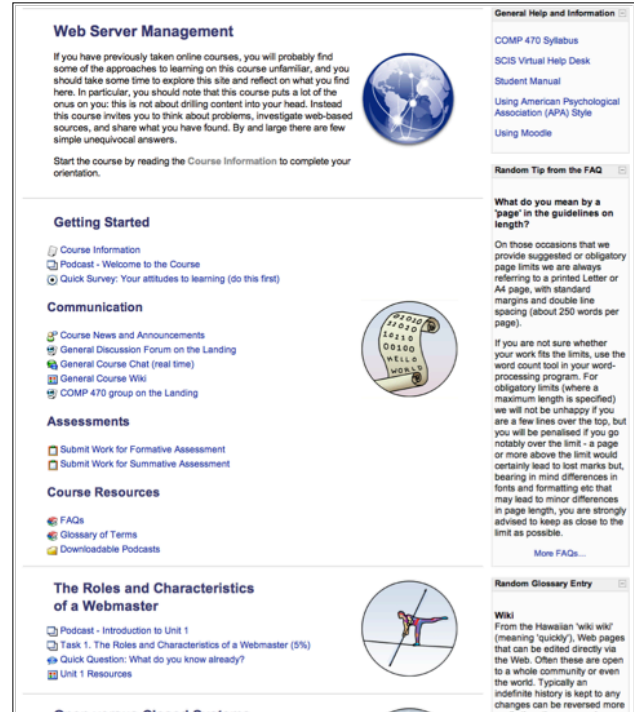 Web Server Management
If you have previously taken online courses, you will probably find
some of the approaches to learning on this course unfamiliar, and you
should take some time to explore this site and reflect on what you find
here. In particular, you should note that this course puts a lot of the
onus on you: this is not about drilling content into your head. Instead
this course invites you to think about problems, investigate web-based
sources, and share what you have found. By and large there are few
simple unequivocal answers.
Start the course by reading the Course Information to complete your
orientation.
Getting Started
Course Information
Podcast - Welcome to the Course
Quick Survey: Your attitudes to learning (do this first)
Communication
Course News and Announcements
General Discussion Forum on the Landing
General Course Chat (real time)
General Course Wiki
COMP 470 group on the Landing
01010
01010
10110
00100
HELLO
WORLD
Assessments
Submit Work for Formative Assessment
Submit Work for Summative Assessment
Course Resources
FAQs
Glossary of Terms
Downloadable Podcasts
The Roles and Characteristics
of a Webmaster
Podcast - Introduction to Unit 1
Task 1. The Roles and Characteristics of a Webmaster (5%)
Quick Question: What do you know already?
Unit 1 Resources
General Help and Information
COMP 470 Syllabus
SCIS Virtual Help Desk
Student Manual
Using American Psychological
Association (APA) Style
Using Moodle
Random Tip from the FAQ
What do you mean by a
'page' in the guidelines on
length?
On those occasions that we
provide suggested or obligatory
page limits we are always
referring to a printed Letter or
A4 page, with standard
margins and double line
spacing (about 250 words per
page).
If you are not sure whether
your work fits the limits, use the
word count tool in your word-
processing program. For
obligatory limits (where a
maximum length is specified)
we will not be unhappy if you
are a few lines over the top, but
you will be penalised if you go
notably over the limit - a page
or more above the limit would
certainly lead to lost marks but,
bearing in mind differences in
fonts and formatting etc that
may lead to minor differences
in page length, you are strongly
advised to keep as close to the
limit as possible.
More FAQs...
Random Glossary Entry
Wiki
From the Hawaiian 'wiki wiki'
(meaning 'quickly'), Web pages
that can be edited directly via
the Web. Often these are open
to a whole community or even
the world. Typically an
indefinite history is kept to any
changes can be reversed more